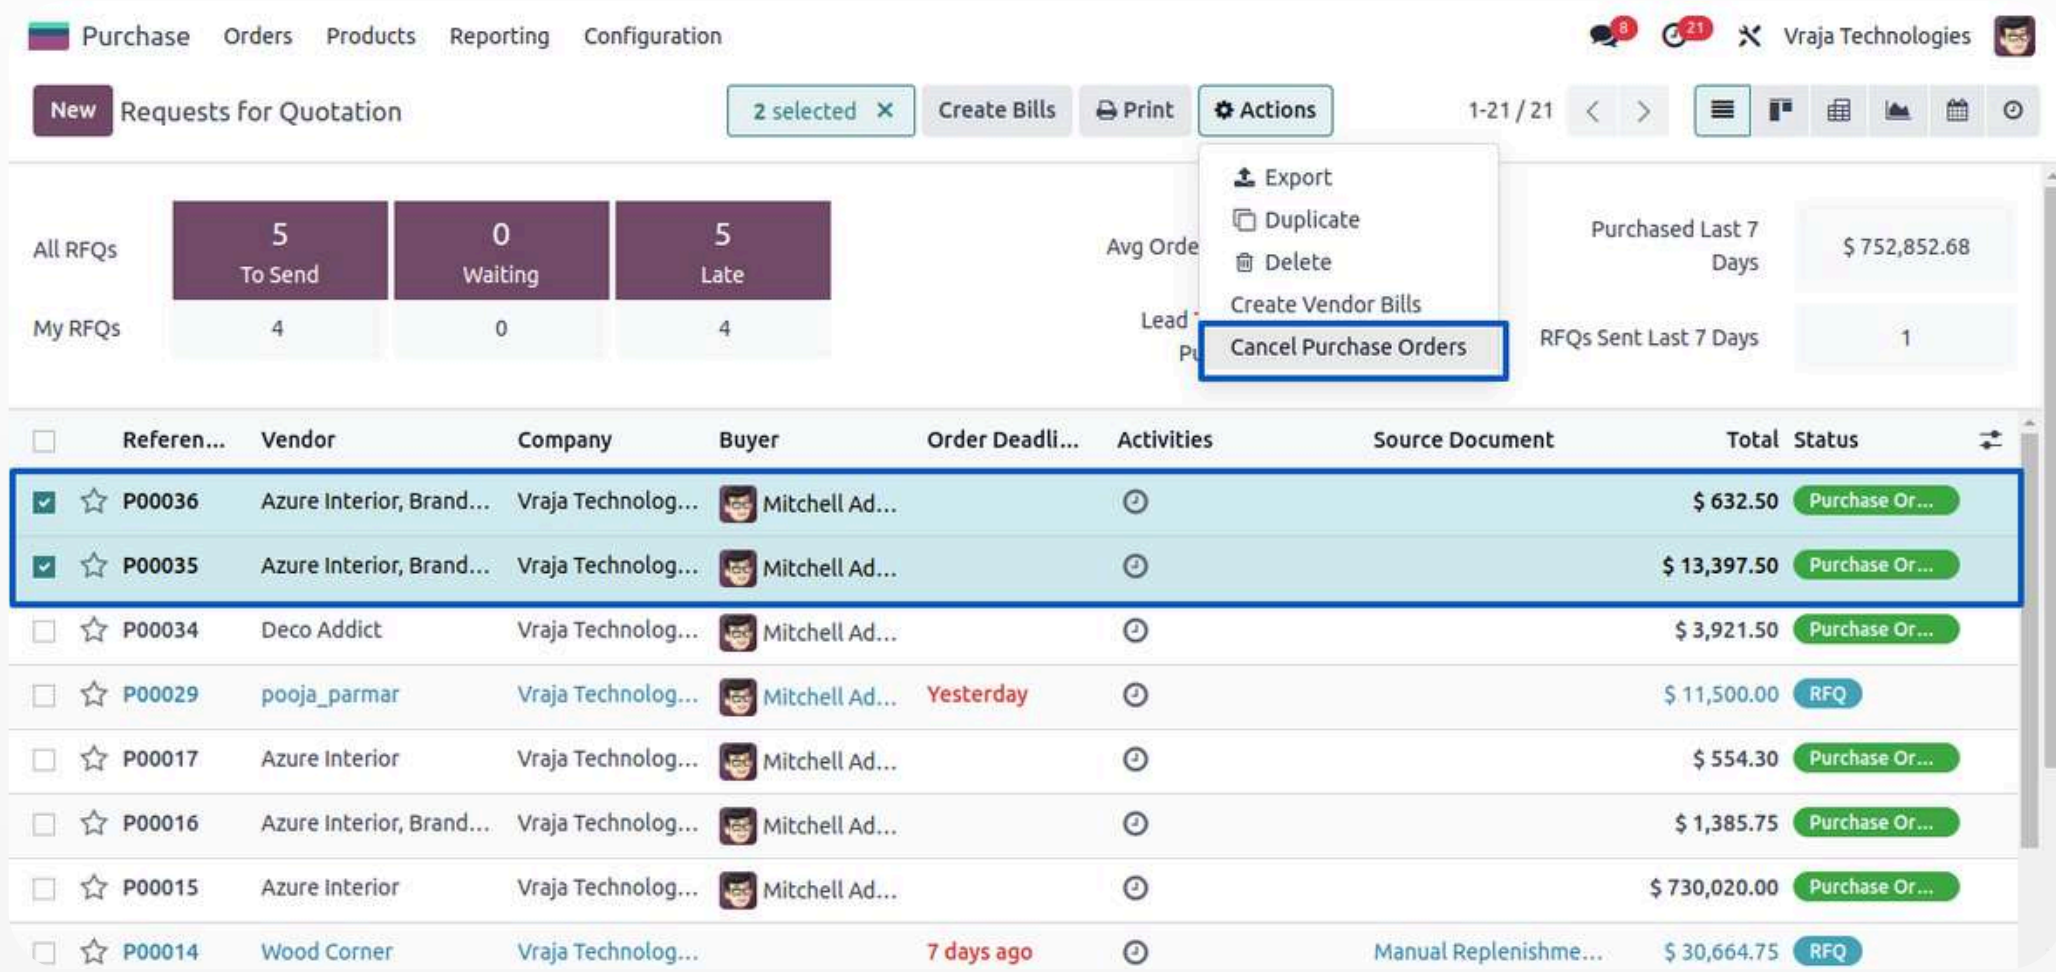 Purchase Orders Products Reporting Configuration 8 21 Vraja Technologies
New Requests for Quotation 2 selected Create Bills Print Actions 1-21 / 21
Export
Duplicate
Delete
Create Vendor Bills
Cancel Purchase Orders
All RFQs 5 To Send 0 Waiting 5 Late
My RFQs 4 0 4
Avg Orde
Lead
Pu
Purchased Last 7
Days
$ 752,852.68
RFQs Sent Last 7 Days 1
Referen... Vendor Company Buyer Order Deadli... Activities Source Document Total Status
P00036 Azure Interior, Brand... Vraja Technolog... Mitchell Ad... $ 632.50 Purchase Or...
P00035 Azure Interior, Brand... Vraja Technolog... Mitchell Ad... $ 13,397.50 Purchase Or...
P00034 Deco Addict Vraja Technolog... Mitchell Ad... $ 3,921.50 Purchase Or...
P00029 pooja_parmar Vraja Technolog... Mitchell Ad... Yesterday $ 11,500.00 RFQ
P00017 Azure Interior Vraja Technolog... Mitchell Ad... $ 554.30 Purchase Or...
P00016 Azure Interior, Brand... Vraja Technolog... Mitchell Ad... $ 1,385.75 Purchase Or...
P00015 Azure Interior Vraja Technolog... Mitchell Ad... $ 730,020.00 Purchase Or...
P00014 Wood Corner Vraja Technolog... 7 days ago Manual Replenishme... $ 30,664.75 RFQ